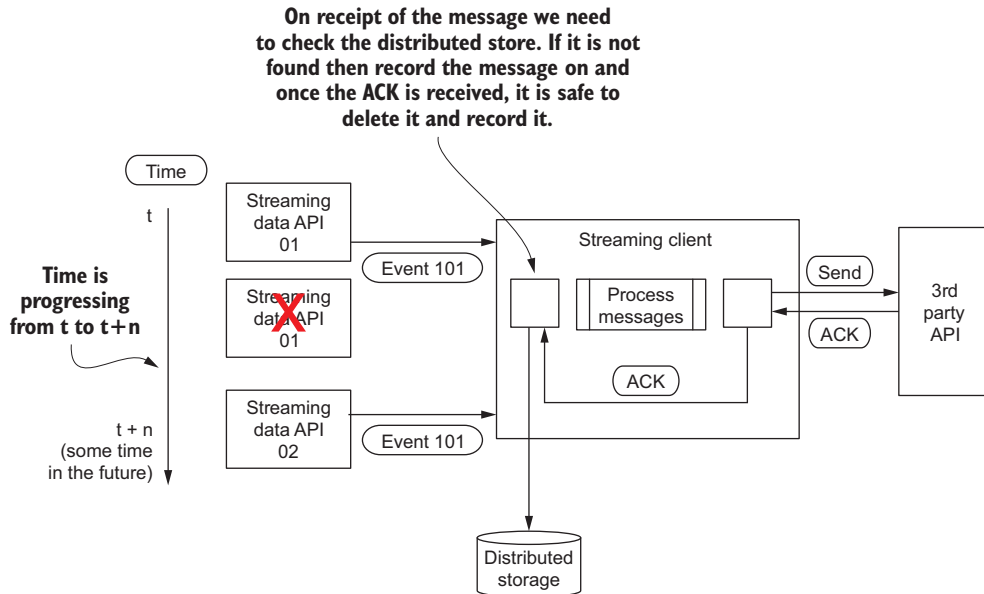 On receipt of the message we need
to check the distributed store. If it is not
found then record the message on and
once the ACK is received, it is safe to
delete it and record it.
Time
t
Time is
progressing
from t to t+n
t + n
(some time
in the future)
Streaming
data API
01
Event 101
Streaming
data API
01
X
Streaming
data API
02
Event 101
Streaming client
Process
messages
ACK
Send
ACK
3rd
party
API
Distributed
storage